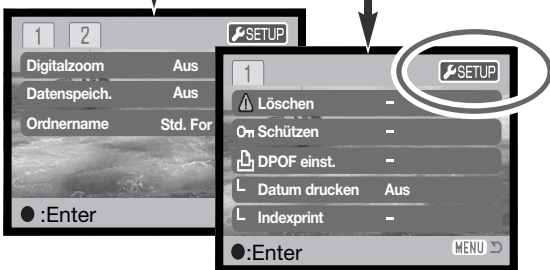 1 2 SETUP
Digitalzoom Aus
Datenspeich. Aus
Ordnername Std. For
:Enter
1 SETUP
Löschen –
Schützen –
DPOF einst. –
Datum drucken Aus
Indexprint –
:Enter MENU